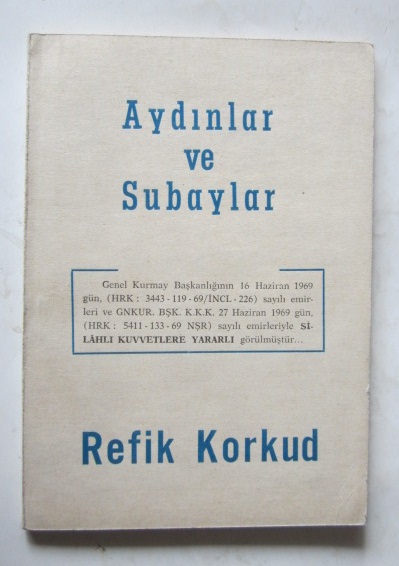 Aydınlar
ve
Subaylar
Genel Kurmay Başkanlığının 16 Haziran 1969
gün, (HRK : 3443-119-69/İNCL-226) sayılı emir-
leri ve GNKUR. BŞK. K.K.K. 27 Haziran 1969 gün,
(HRK : 5411-133-69 NŞR) sayılı emirleriyle Sİ-
LÂHLI KUVVETLERE YARARLI görülmüştür...
Refik Korkud